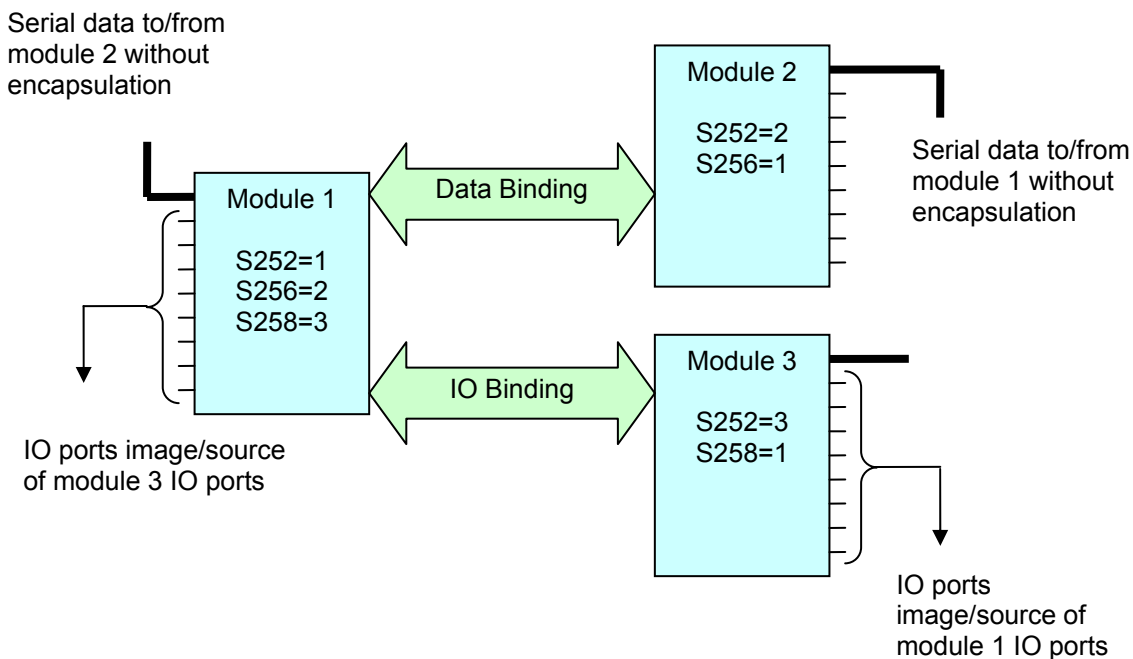 Serial data to/from
module 2 without
encapsulation
Module 1
S252=1
S256=2
S258=3
IO ports image/source
of module 3 IO ports
Data Binding
IO Binding
Module 2
S252=2
S256=1
Serial data to/from
module 1 without
encapsulation
Module 3
S252=3
S258=1
IO ports
image/source of
module 1 IO ports